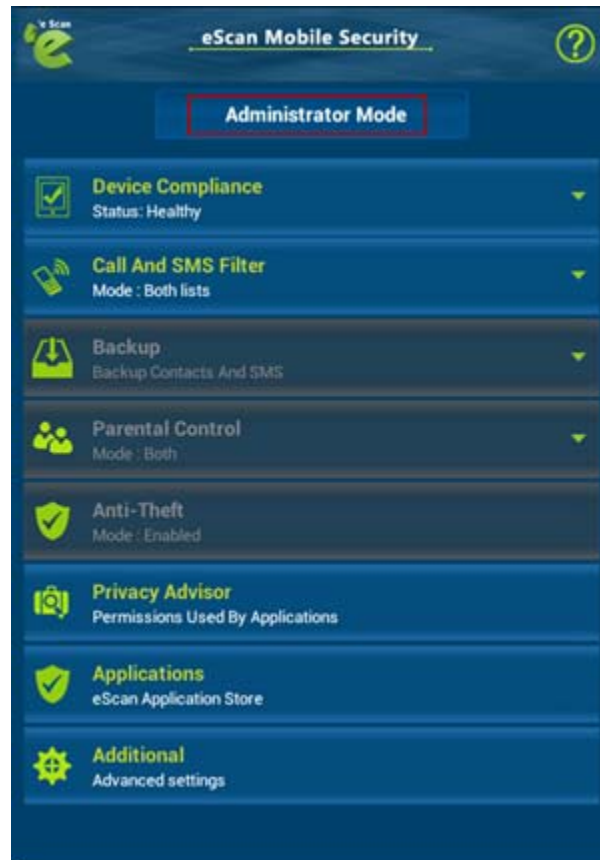 e Scan
eScan Mobile Security
?
Administrator Mode
Device Compliance
Status: Healthy
Call And SMS Filter
Mode : Both lists
Backup
Backup Contacts And SMS
Parental Control
Mode : Both
Anti-Theft
Mode : Enabled
Privacy Advisor
Permissions Used By Applications
Applications
eScan Application Store
Additional
Advanced settings